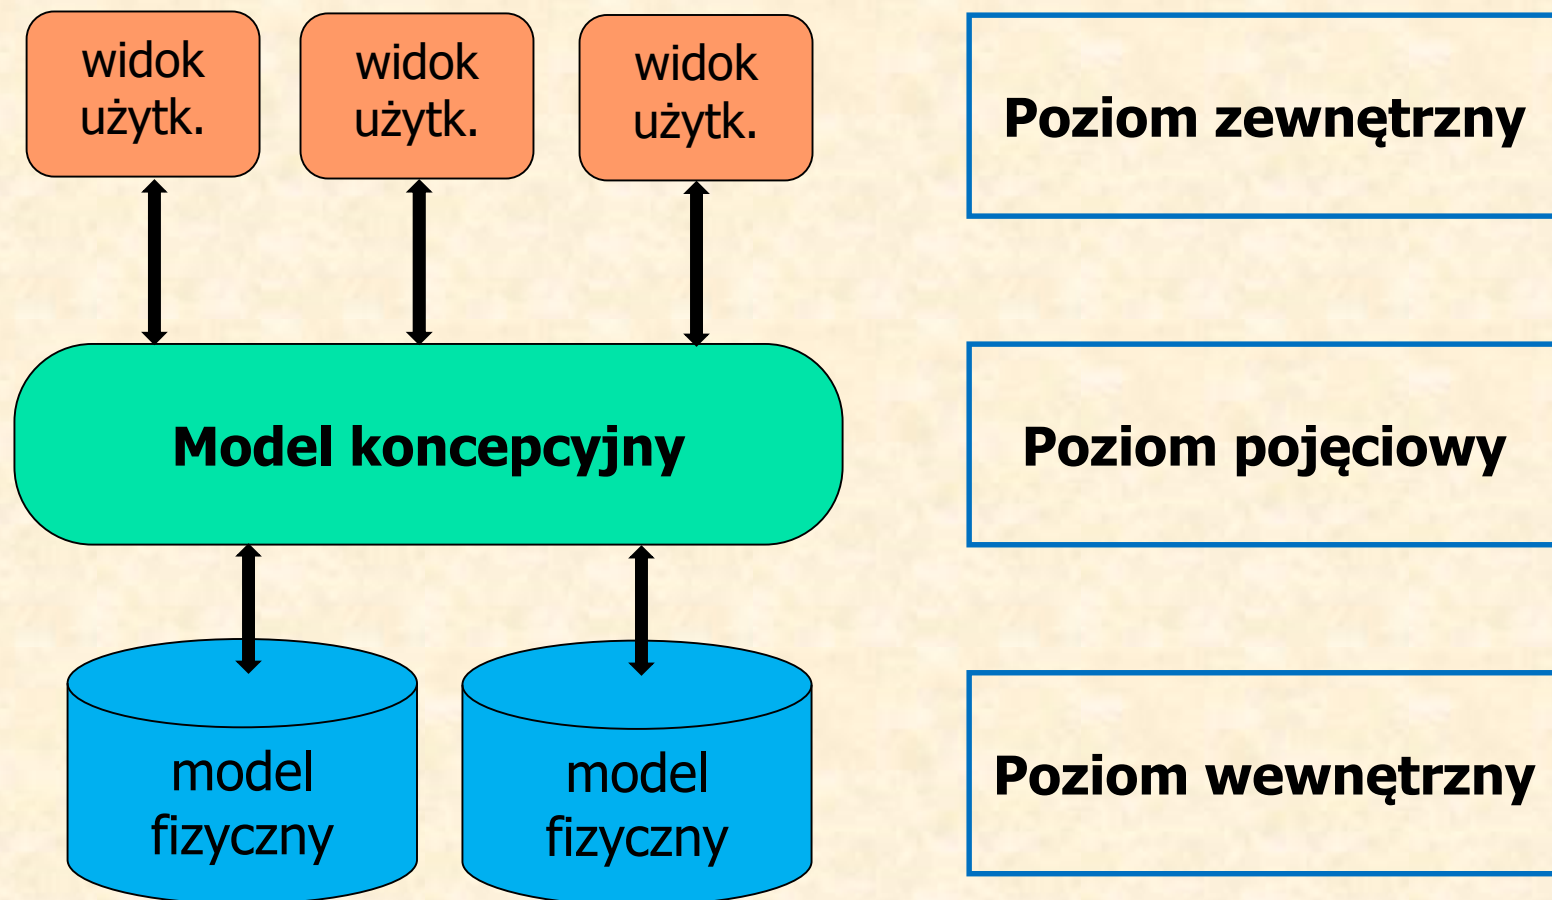 widok
użytk.
widok
użytk.
widok
użytk.
Poziom zewnętrzny
Model koncepcyjny
Poziom pojęciowy
model
fizyczny
model
fizyczny
Poziom wewnętrzny